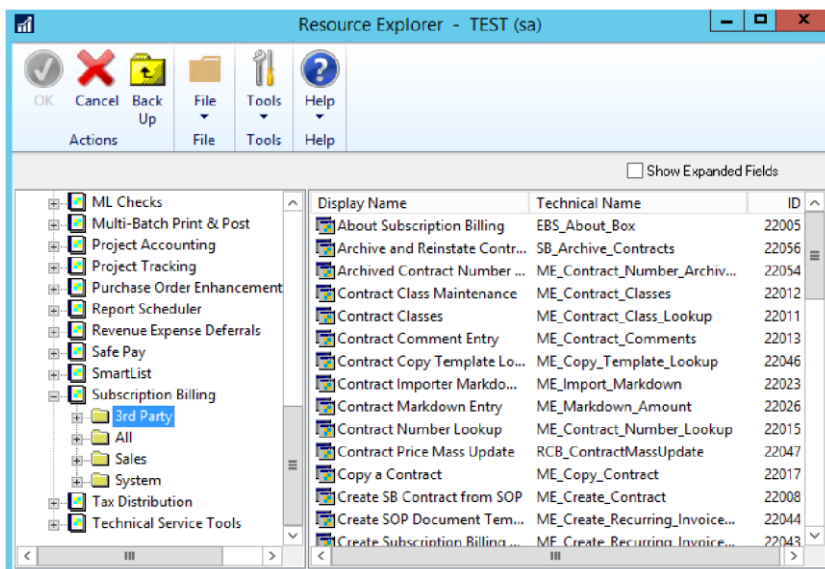 Resource Explorer - TEST (sa)
OK Cancel Back Up File Tools Help
Actions File Tools Help
Show Expanded Fields
ML Checks
Multi-Batch Print & Post
Project Accounting
Project Tracking
Purchase Order Enhancement
Report Scheduler
Revenue Expense Deferrals
Safe Pay
SmartList
Subscription Billing
3rd Party
All
Sales
System
Tax Distribution
Technical Service Tools
Display Name Technical Name ID
About Subscription Billing EBS_About_Box 22005
Archive and Reinstate Contr... SB_Archive_Contracts 22056
Archived Contract Number ... ME_Contract_Number_Archiv... 22054
Contract Class Maintenance ME_Contract_Classes 22012
Contract Classes ME_Contract_Class_Lookup 22011
Contract Comment Entry ME_Contract_Comments 22013
Contract Copy Template Lo... ME_Copy_Template_Lookup 22046
Contract Importer Markdo... ME_Import_Markdown 22023
Contract Markdown Entry ME_Markdown_Amount 22026
Contract Number Lookup ME_Contract_Number_Lookup 22015
Contract Price Mass Update RCB_ContractMassUpdate 22047
Copy a Contract ME_Copy_Contract 22017
Create SB Contract from SOP ME_Create_Contract 22008
Create SOP Document Tem... ME_Create_Recurring_Invoice... 22044
Create Subscription Billing ... ME_Create_Recurring_Invoice... 22043